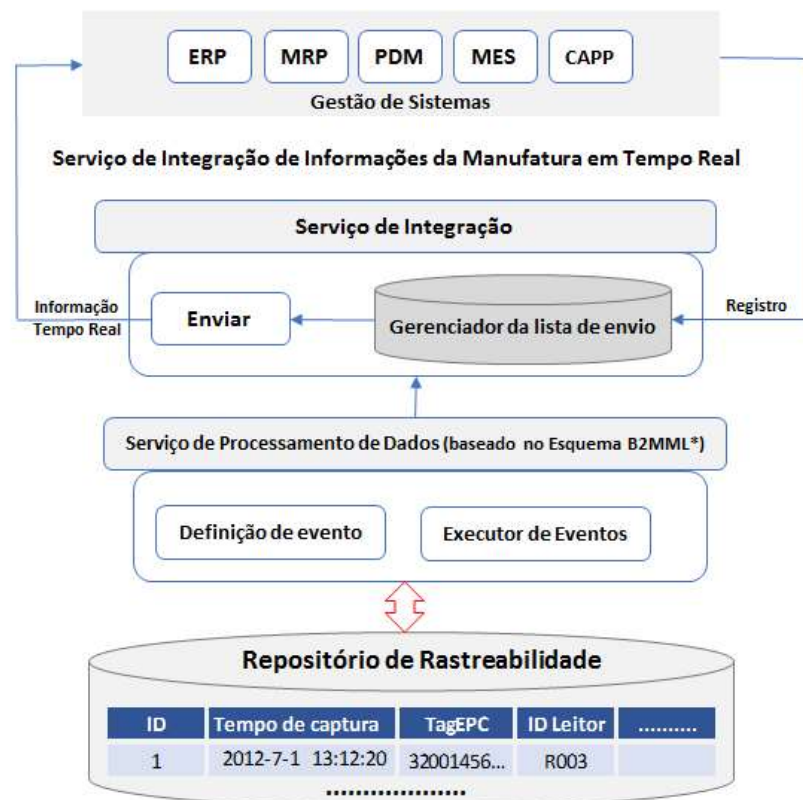 ERP MRP PDM MES CAPP
Gestão de Sistemas
Serviço de Integração de Informações da Manufatura em Tempo Real
Serviço de Integração
Informação
Tempo Real
Enviar
Gerenciador da lista de envio
Registro
Serviço de Processamento de Dados (baseado no Esquema B2MML*)
Definição de evento
Executor de Eventos
Repositório de Rastreabilidade
ID Tempo de captura TagEPC ID Leitor ..........
1 2012-7-1 13:12:20 32001456... R003
...................